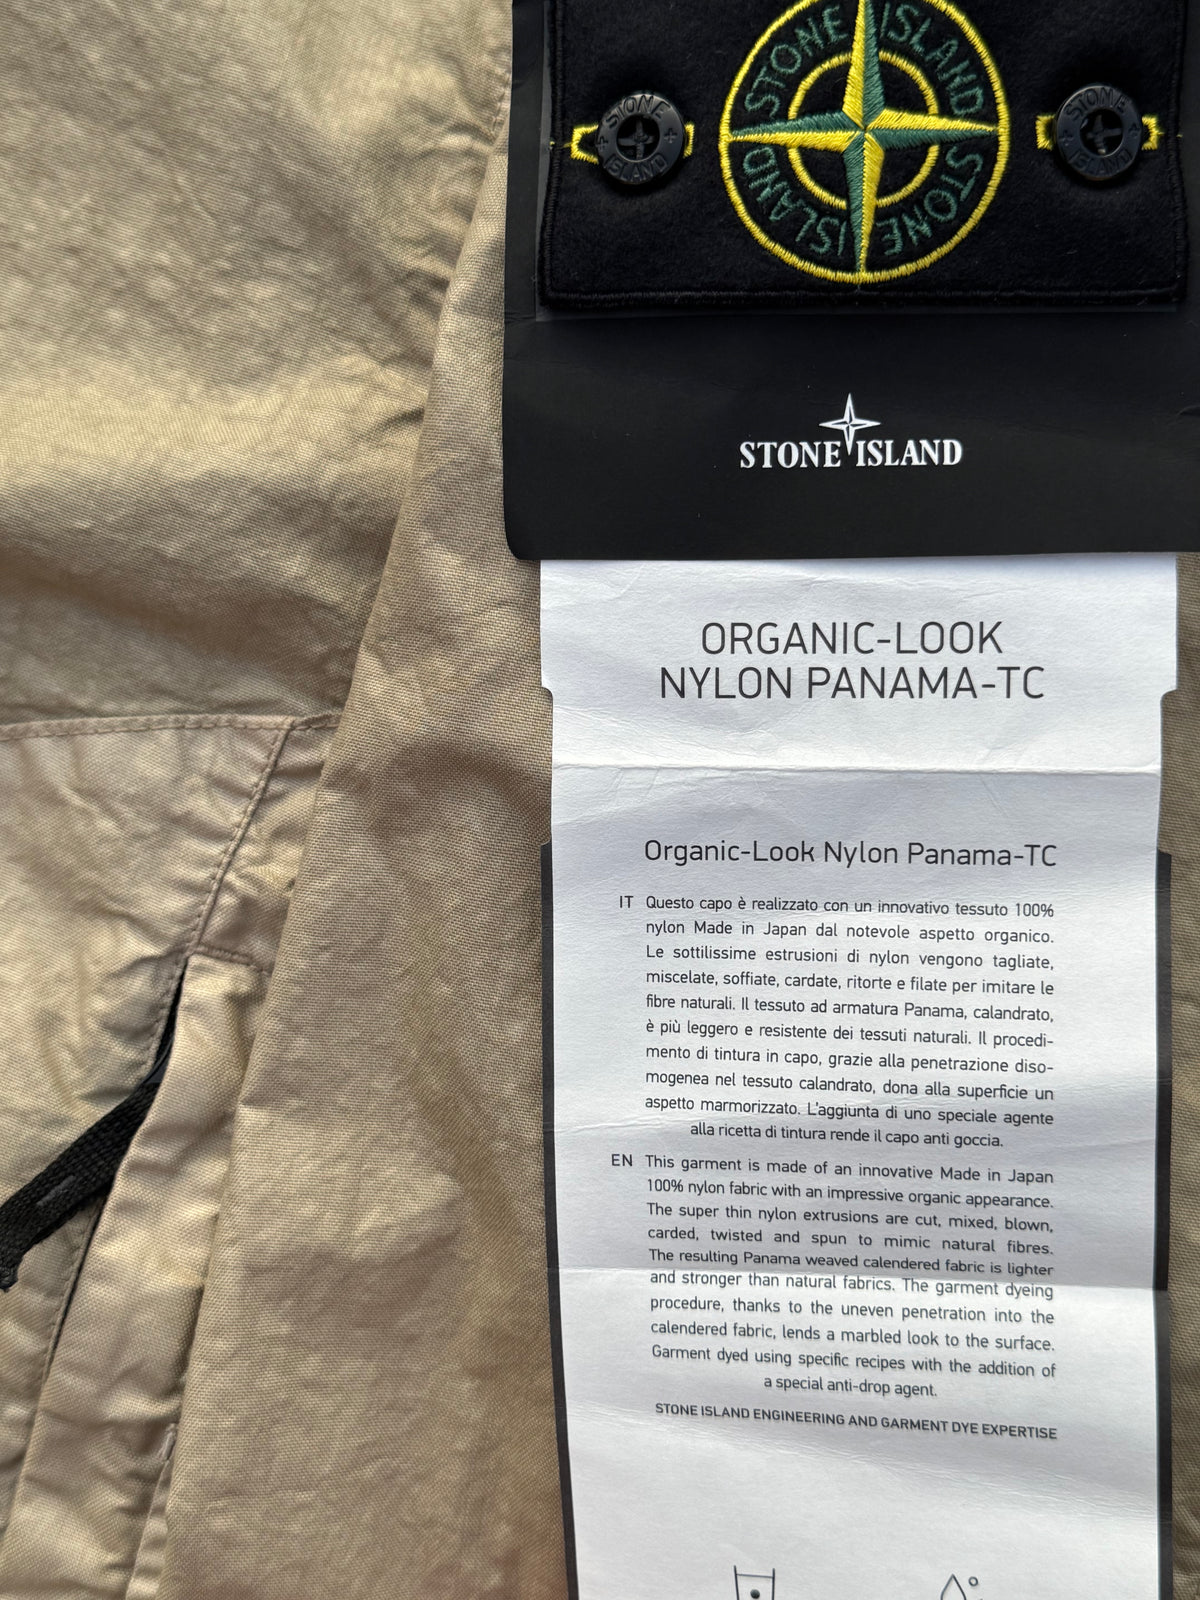 STONE ISLAND
STONE ISLAND
STONE ISLAND
STONE ISLAND
STONE ISLAND
ORGANIC-LOOK
NYLON PANAMA-TC
Organic-Look Nylon Panama-TC
IT Questo capo è realizzato con un innovativo tessuto 100%
nylon Made in Japan dal notevole aspetto organico.
Le sottilissime estrusioni di nylon vengono tagliate,
miscelate, soffiate, cardate, ritorte e filate per imitare le
fibre naturali. Il tessuto ad armatura Panama, calandrato,
è più leggero e resistente dei tessuti naturali. Il procedi-
mento di tintura in capo, grazie alla penetrazione diso-
mogenea nel tessuto calandrato, dona alla superficie un
aspetto marmorizzato. L'aggiunta di uno speciale agente
alla ricetta di tintura rende il capo anti goccia.
EN This garment is made of an innovative Made in Japan
100% nylon fabric with an impressive organic appearance.
The super thin nylon extrusions are cut, mixed, blown,
carded, twisted and spun to mimic natural fibres.
The resulting Panama weaved calendered fabric is lighter
and stronger than natural fabrics. The garment dyeing
procedure, thanks to the uneven penetration into the
calendered fabric, lends a marbled look to the surface.
Garment dyed using specific recipes with the addition of
a special anti-drop agent.
STONE ISLAND ENGINEERING AND GARMENT DYE EXPERTISE